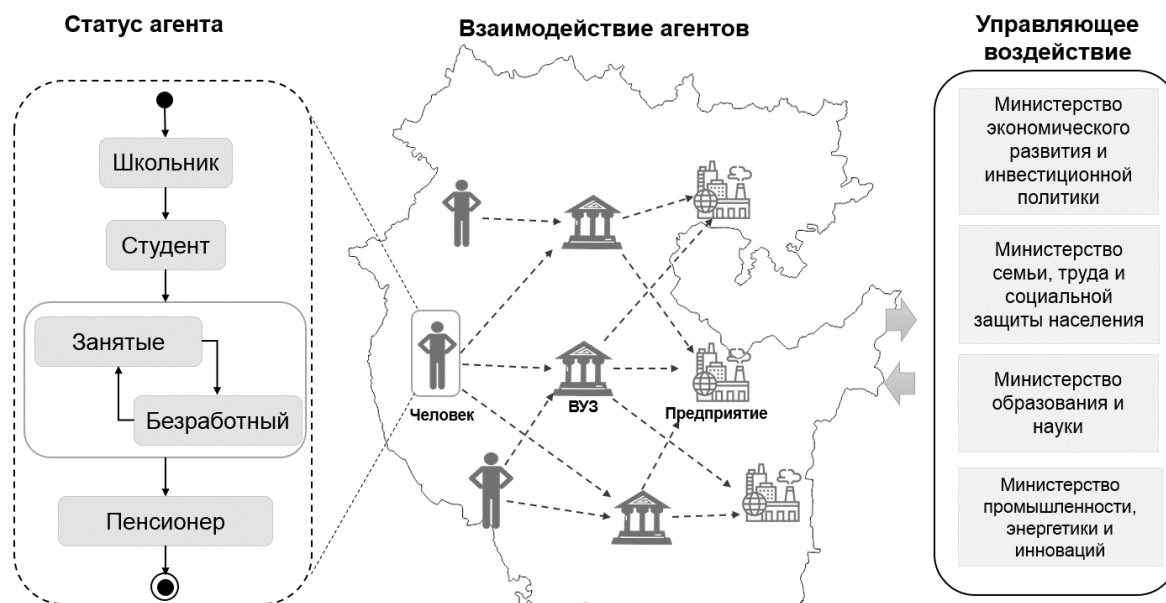 Статус агента
Взаимодействие агентов
Управляющее
воздействие
Школьник
Студент
Занятые
Безработный
Пенсионер
Человек
ВУЗ
Предприятие
Министерство
экономического
развития и
инвестиционной
политики
Министерство
семьи, труда и
социальной
защиты населения
Министерство
образования и
науки
Министерство
промышленности,
энергетики и
инноваций